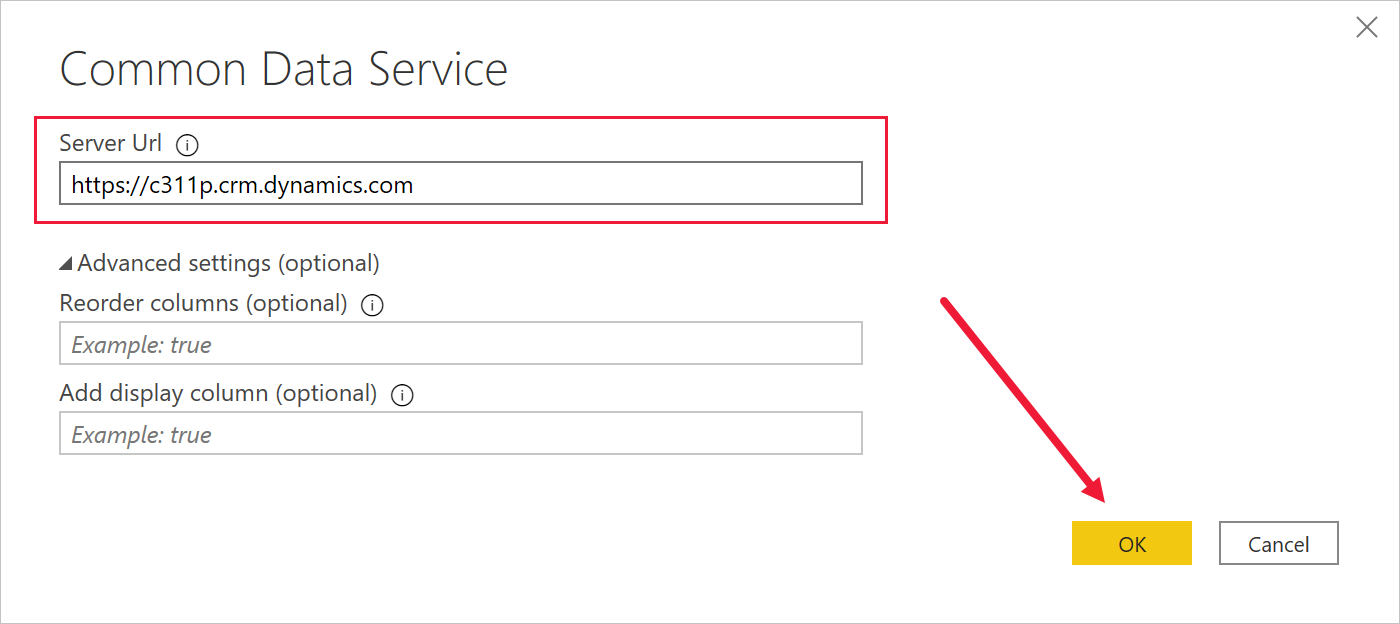 Common Data Service
Server Url
https://c311p.crm.dynamics.com
Advanced settings (optional)
Reorder columns (optional)
Example: true
Add display column (optional)
Example: true
OK
Cancel